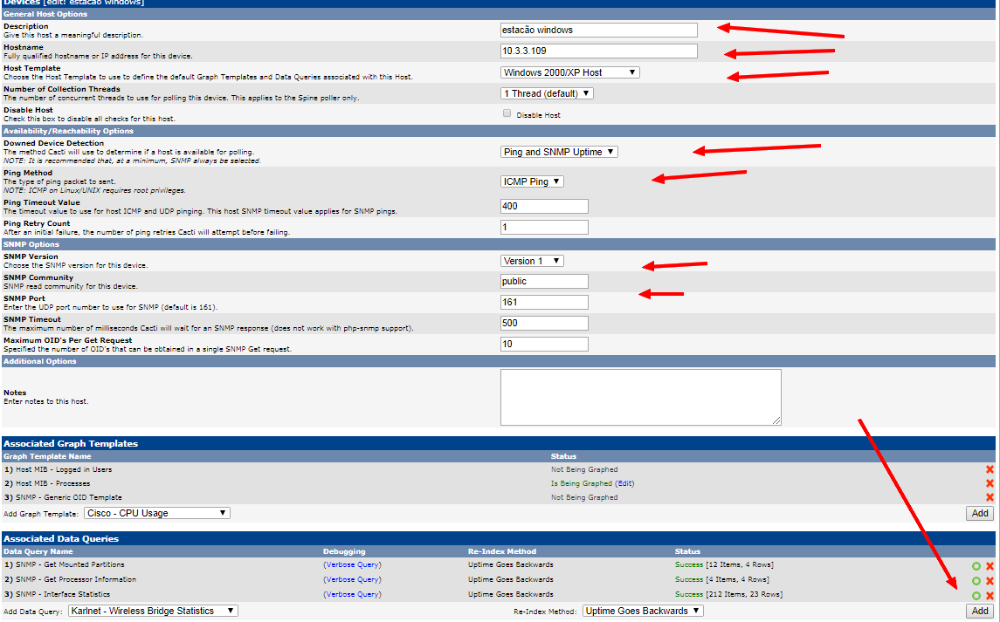 Devices [edit: estacão windows]
General Host Options
Description
Give this host a meaningful description.
estacão windows
Hostname
Fully qualified hostname or IP address for this device.
10.3.3.109
Host Template
Choose the Host Template to use to define the default Graph Templates and Data Queries associated with this Host.
Windows 2000/XP Host
Number of Collection Threads
The number of concurrent threads to use for polling this device. This applies to the Spine poller only.
1 Thread (default)
Disable Host
Check this box to disable all checks for this host.
Disable Host
Availability/Reachability Options
Downed Device Detection
The method Cacti will use to determine if a host is available for polling.
NOTE: It is recommended that, at a minimum, SNMP always be selected.
Ping and SNMP Uptime
Ping Method
The type of ping packet to sent.
NOTE: ICMP on Linux/UNIX requires root privileges.
ICMP Ping
Ping Timeout Value
The timeout value to use for host ICMP and UDP pinging. This host SNMP timeout value applies for SNMP pings.
400
Ping Retry Count
After an initial failure, the number of ping retries Cacti will attempt before failing.
1
SNMP Options
SNMP Version
Choose the SNMP version for this device.
Version 1
SNMP Community
SNMP read community for this device.
public
SNMP Port
Enter the UDP port number to use for SNMP (default is 161).
161
SNMP Timeout
The maximum number of milliseconds Cacti will wait for an SNMP response (does not work with php-snmp support).
500
Maximum OID's Per Get Request
Specified the number of OID's that can be obtained in a single SNMP Get request.
10
Additional Options
Notes
Enter notes to this host.
Associated Graph Templates
Graph Template Name Status
1) Host MIB - Logged in Users Not Being Graphed
2) Host MIB - Processes Is Being Graphed (Edit)
3) SNMP - Generic OID Template Not Being Graphed
Add Graph Template: Cisco - CPU Usage Add
Associated Data Queries
Data Query Name Debugging Re-Index Method Status
1) SNMP - Get Mounted Partitions (Verbose Query) Uptime Goes Backwards Success [12 Items, 4 Rows]
2) SNMP - Get Processor Information (Verbose Query) Uptime Goes Backwards Success [4 Items, 4 Rows]
3) SNMP - Interface Statistics (Verbose Query) Uptime Goes Backwards Success [212 Items, 23 Rows]
Add Data Query: Karlnet - Wireless Bridge Statistics Re-Index Method: Uptime Goes Backwards Add